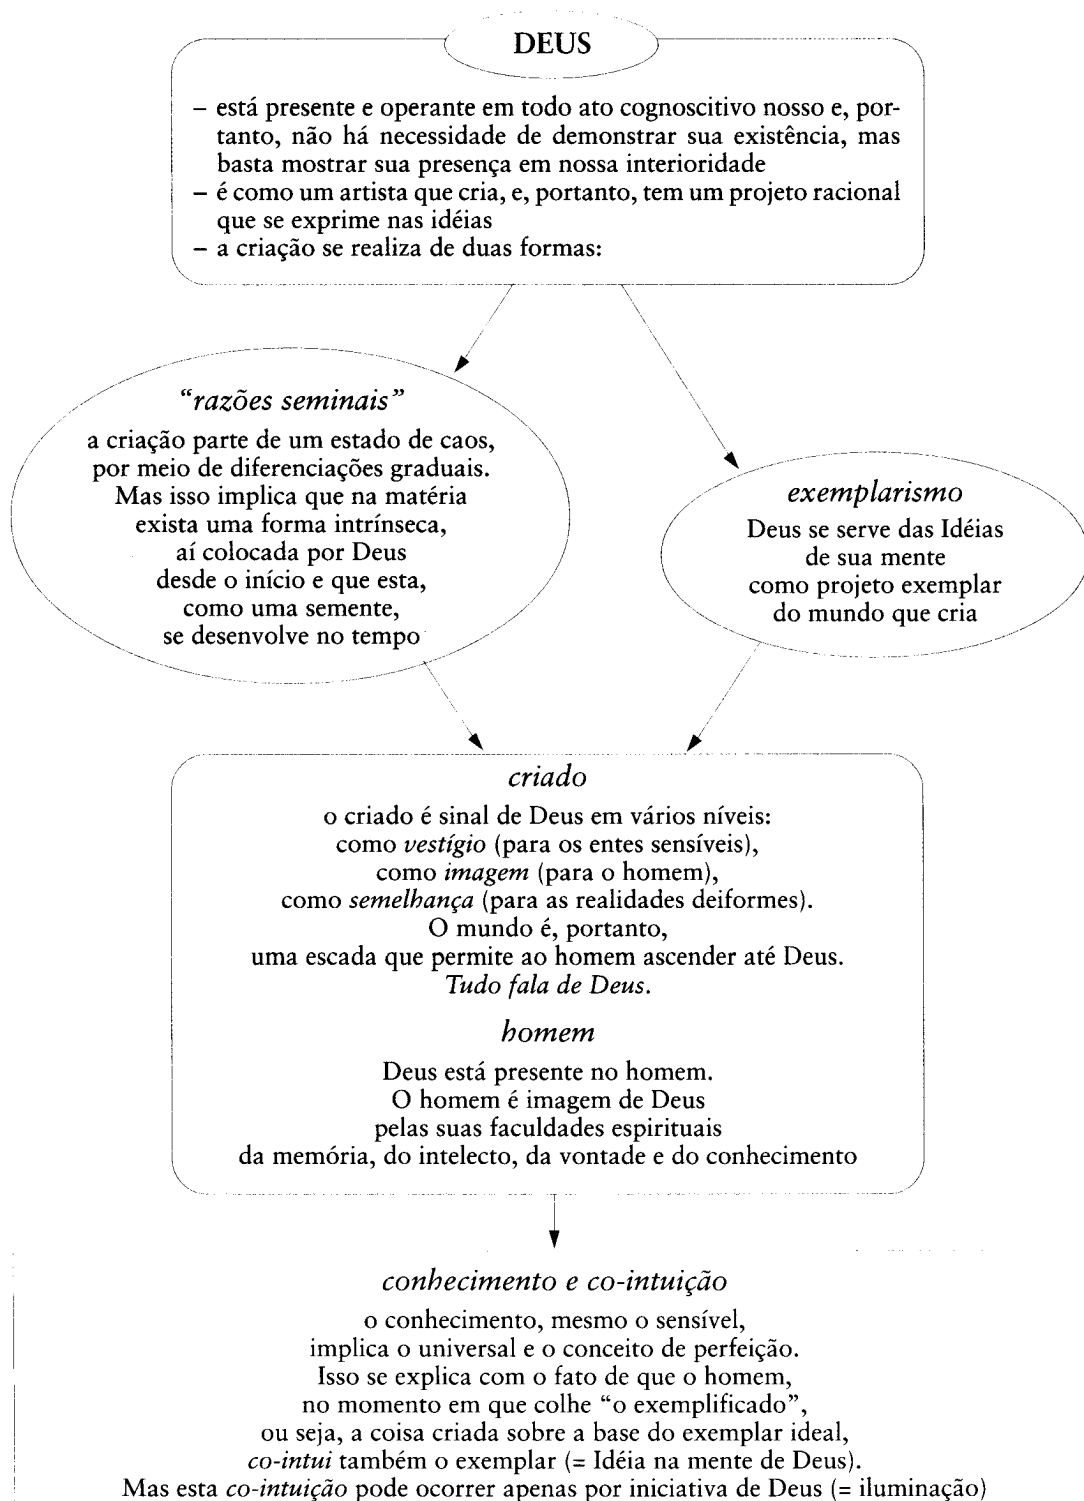 DEUS
– está presente e operante em todo ato cognoscitivo nosso e, por-
tanto, não há necessidade de demonstrar sua existência, mas
basta mostrar sua presença em nossa interioridade
– é como um artista que cria, e, portanto, tem um projeto racional
que se exprime nas idéias
– a criação se realiza de duas formas:
“razões seminais”
a criação parte de um estado de caos,
por meio de diferenciações graduais.
Mas isso implica que na matéria
exista uma forma intrínseca,
aí colocada por Deus
desde o início e que esta,
como uma semente,
se desenvolve no tempo
exemplarismo
Deus se serve das Idéias
de sua mente
como projeto exemplar
do mundo que cria
criado
o criado é sinal de Deus em vários níveis:
como vestígio (para os entes sensíveis),
como imagem (para o homem),
como semelhança (para as realidades deiformes).
O mundo é, portanto,
uma escada que permite ao homem ascender até Deus.
Tudo fala de Deus.
homem
Deus está presente no homem.
O homem é imagem de Deus
pelas suas faculdades espirituais
da memória, do intelecto, da vontade e do conhecimento
conhecimento e co-intuição
o conhecimento, mesmo o sensível,
implica o universal e o conceito de perfeição.
Isso se explica com o fato de que o homem,
no momento em que colhe “o exemplificado”,
ou seja, a coisa criada sobre a base do exemplar ideal,
co-intui também o exemplar (= Idéia na mente de Deus).
Mas esta co-intuição pode ocorrer apenas por iniciativa de Deus (= iluminação)